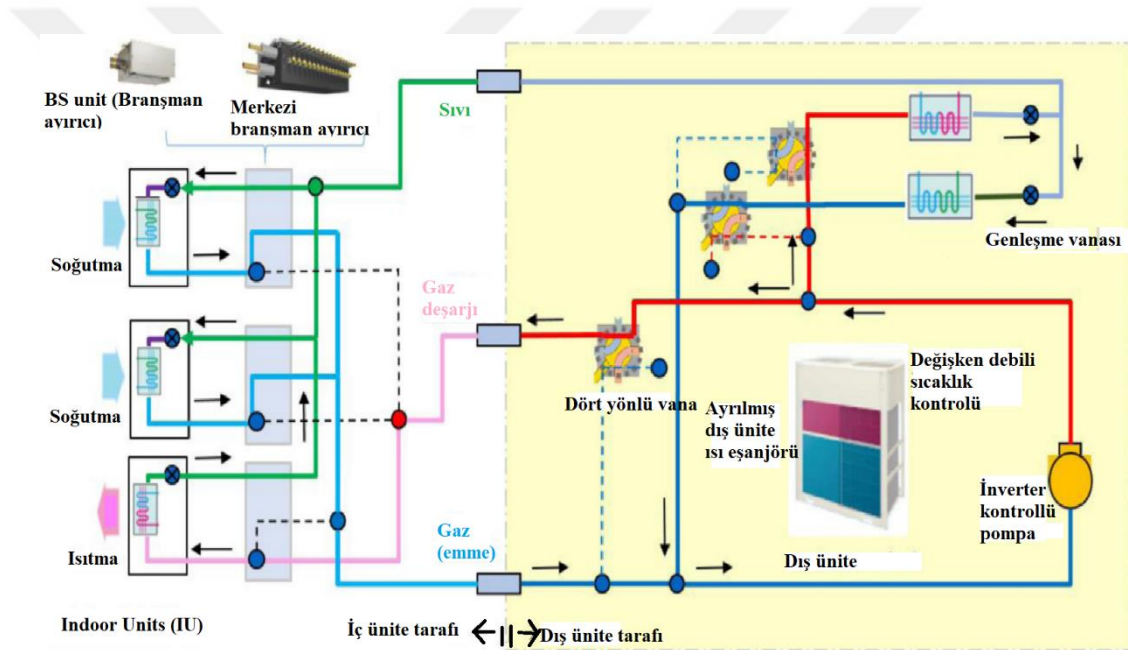 BS unit (Branşman
ayırıcı)
Merkezi
branşman ayırıcı
Sıvı
Soğutma
Genleşme vanası
Gaz
deşarjı
Soğutma
Dört yönlü vana
Ayrılmış
dış ünite
ısı eşanjörü
Değişken debili
sıcaklık
kontrolü
İnverter
kontrollü
pompa
Isıtma
Gaz
(emme)
Dış ünite
Indoor Units (IU)
İç ünite tarafı
Dış ünite tarafı